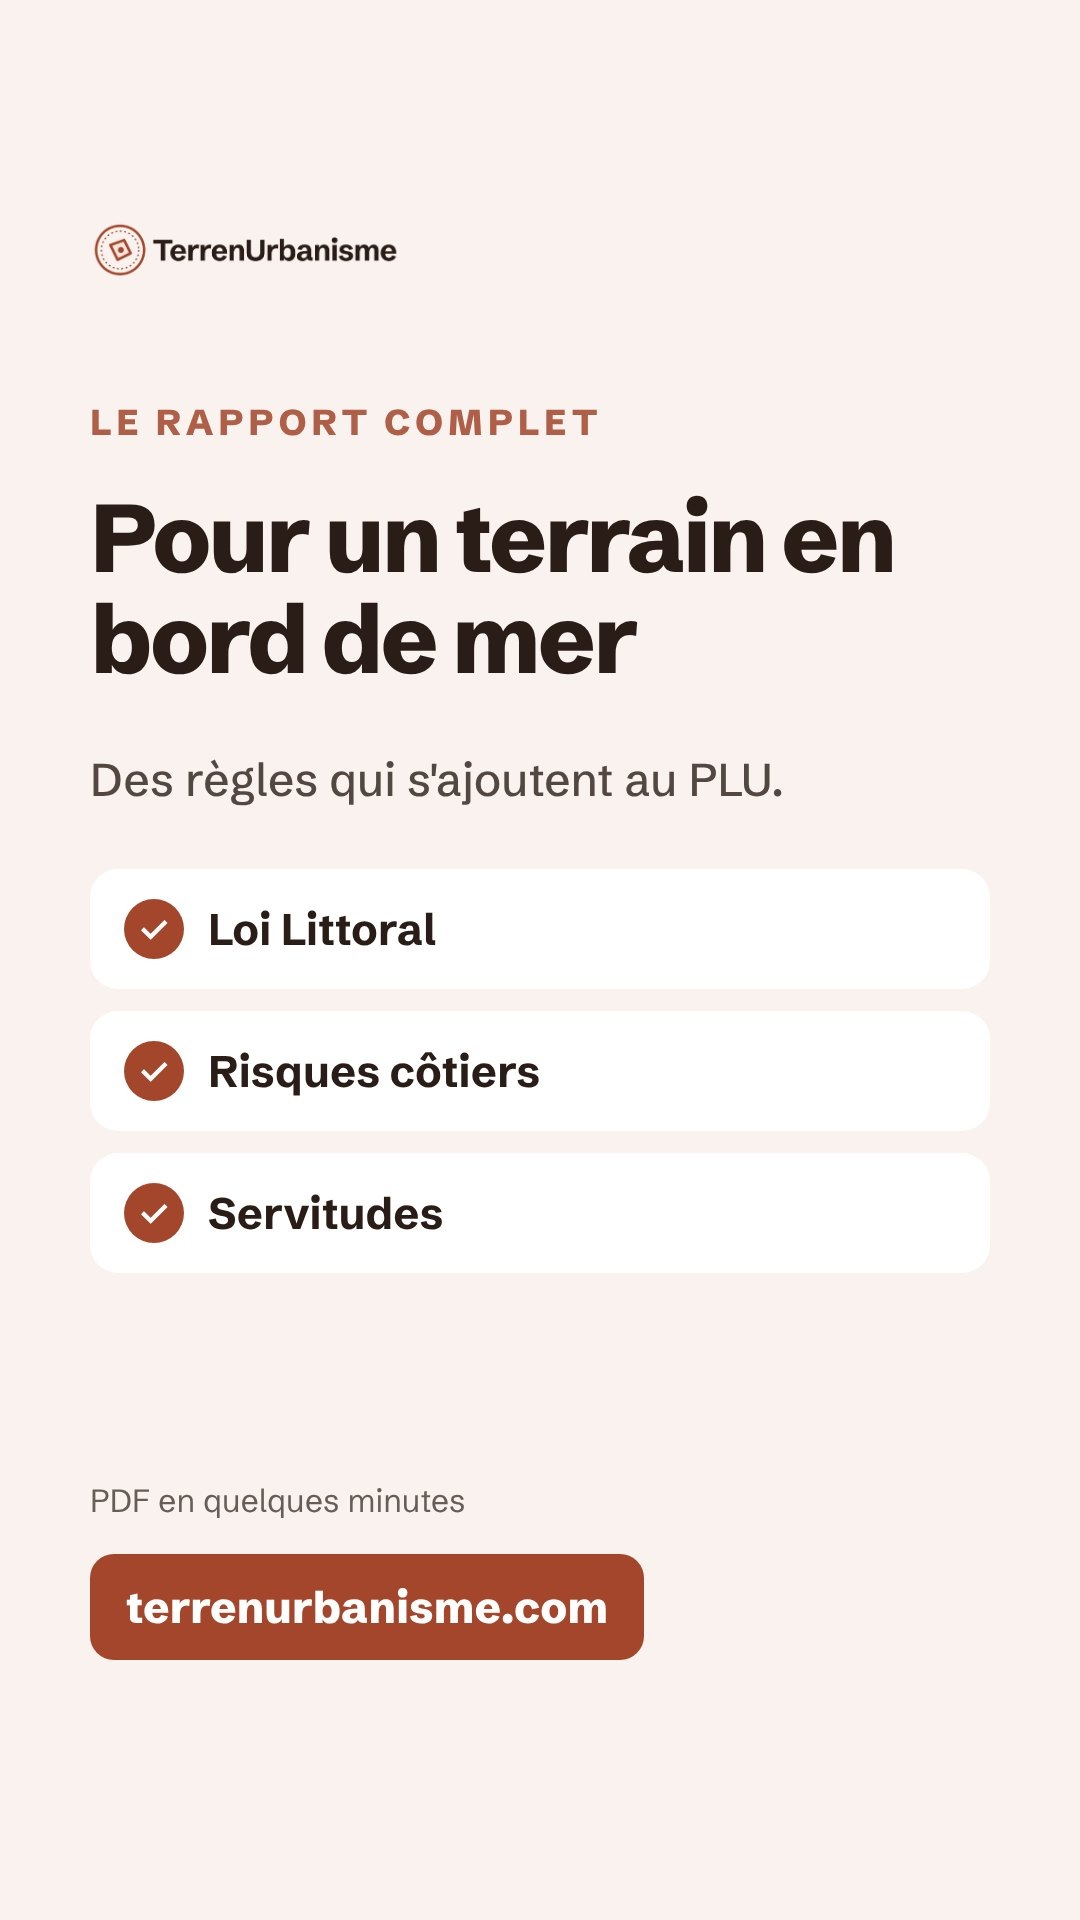 TerrenUrbanisme
LE RAPPORT COMPLET
Pour un terrain en
bord de mer
Des règles qui s'ajoutent au PLU.
Loi Littoral
Risques côtiers
Servitudes
PDF en quelques minutes
terrenurbanisme.com